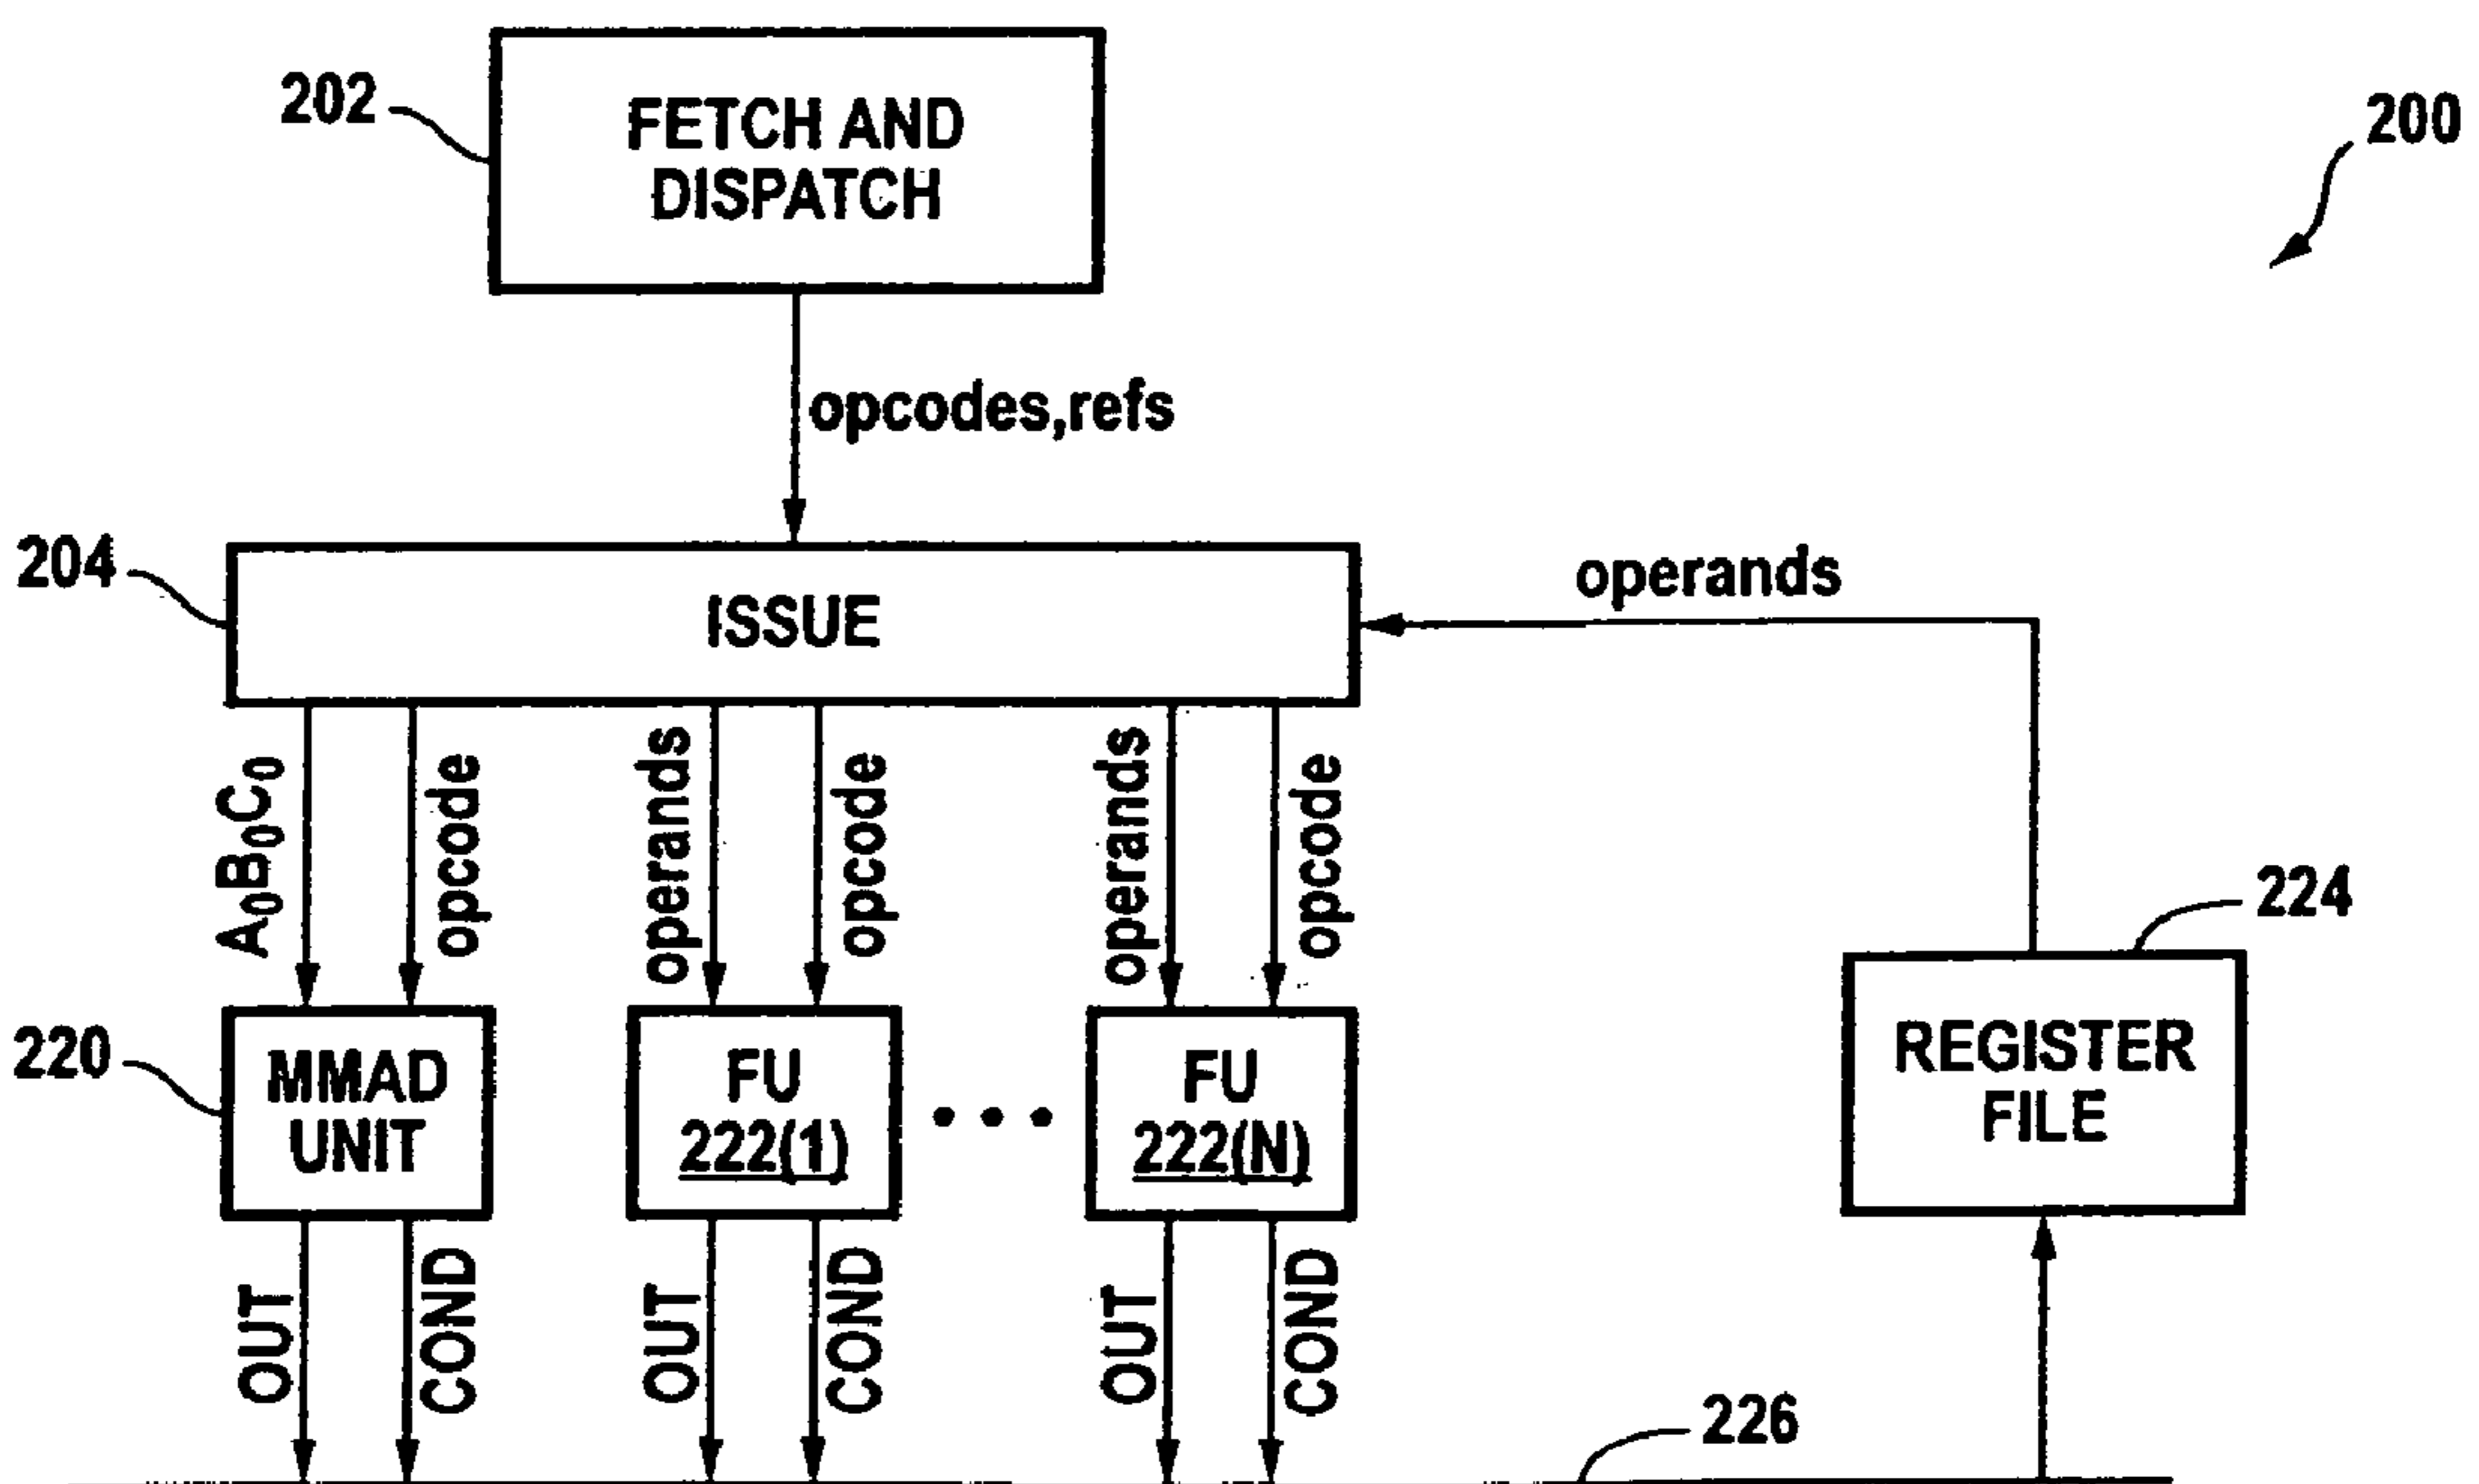 FETCH AND
DISPATCH
202
200
opcodes,refs
204
ISSUE
operands
A0B0C0
opcode
operands
opcode
operands
opcode
224
220
MMAD
UNIT
FU
222(1)
FU
222(N)
REGISTER
FILE
OUT
COND
OUT
COND
OUT
COND
226